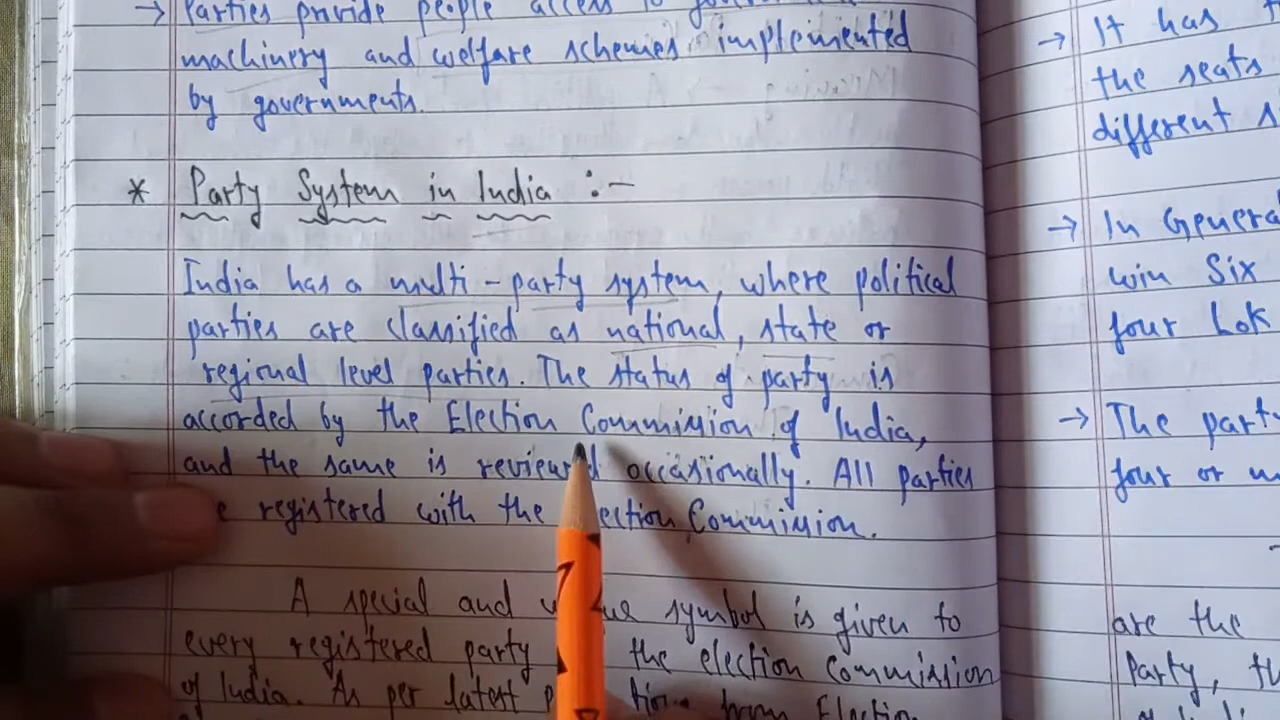 → Parties provide people access to
machinery and welfare schemes implemented
by governments.
* Party System in India :-
India has a multi-party system, where political
parties are classified as national, state or
regional level parties. The status of party is
accorded by the Election Commission of India,
and the same is reviewed occasionally. All parties
registered with the Commission.
A special and symbol is given to
every registered party the election Commission
of India. As per latest from Election
→ It has
the seats
different
→ In General
win Six
four Lok
→ The party
four or
are the
Party,